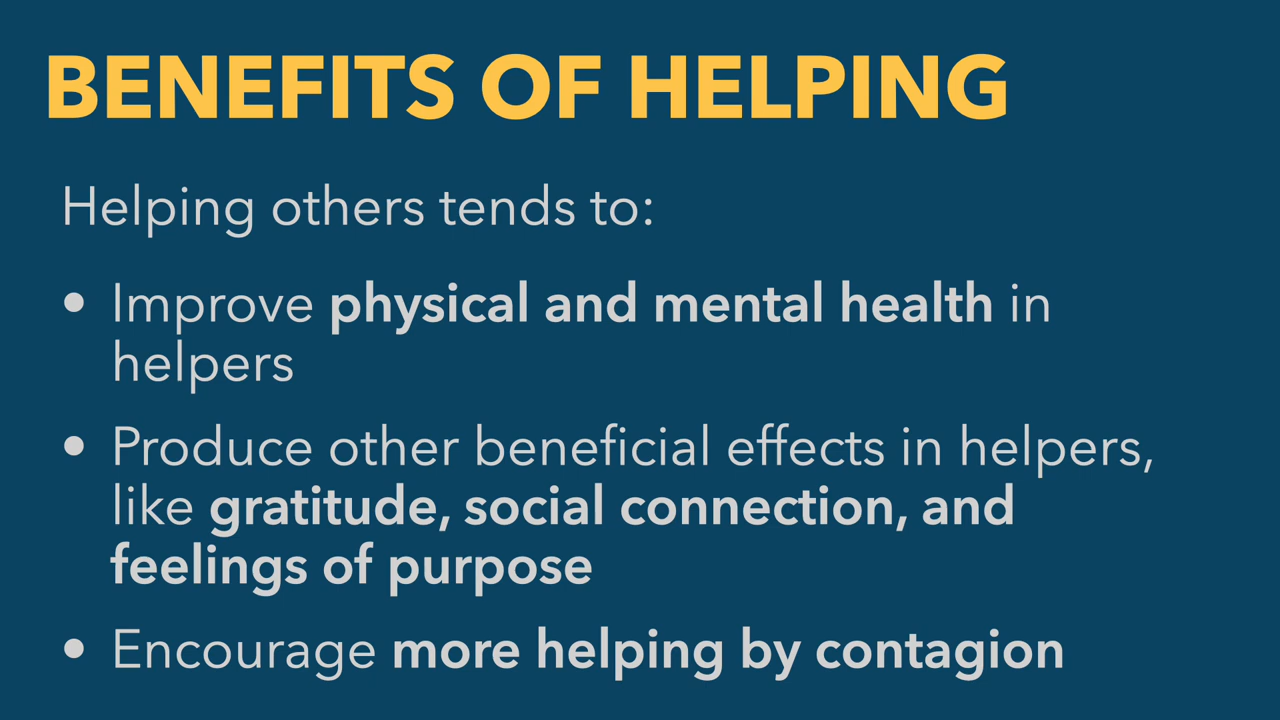 BENEFITS OF HELPING
Helping others tends to:
• Improve physical and mental health in
helpers
• Produce other beneficial effects in helpers,
like gratitude, social connection, and
feelings of purpose
• Encourage more helping by contagion